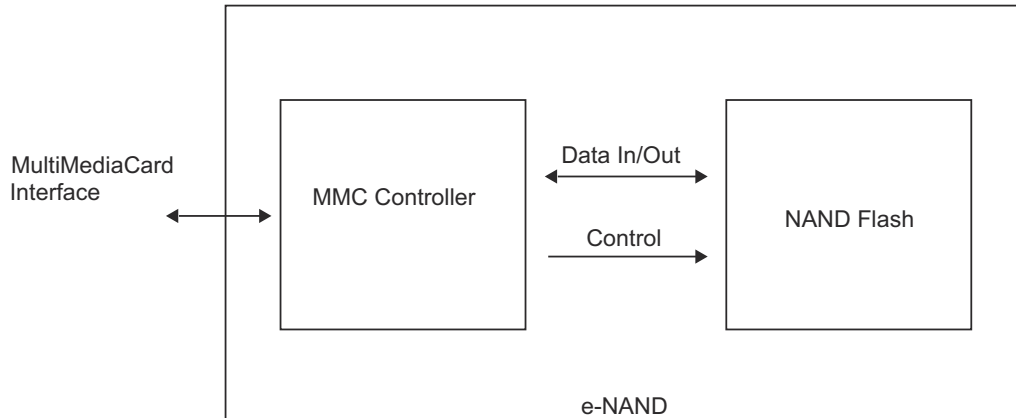 MultiMediaCard
Interface
MMC Controller
Data In/Out
Control
NAND Flash
e-NAND